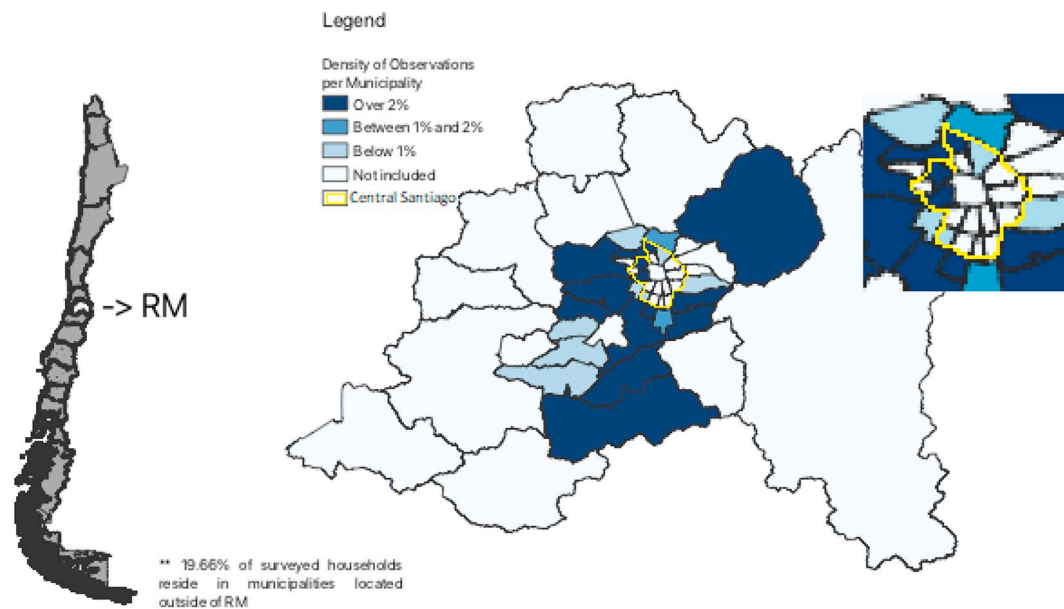 Legend
Density of Observations
per Municipality
Over 2%
Between 1% and 2%
Below 1%
Not included
Central Santiago
-> RM
** 19.66% of surveyed households
reside in municipalities located
outside of RM